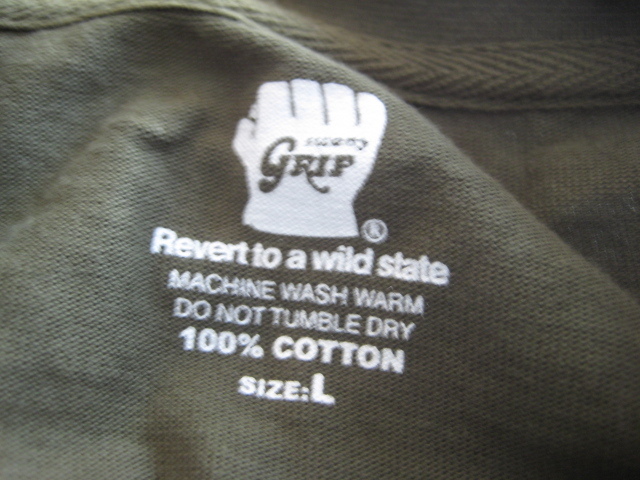 GRIP
®
Revert to a wild state
MACHINE WASH WARM
DO NOT TUMBLE DRY
100% COTTON
SIZE:L